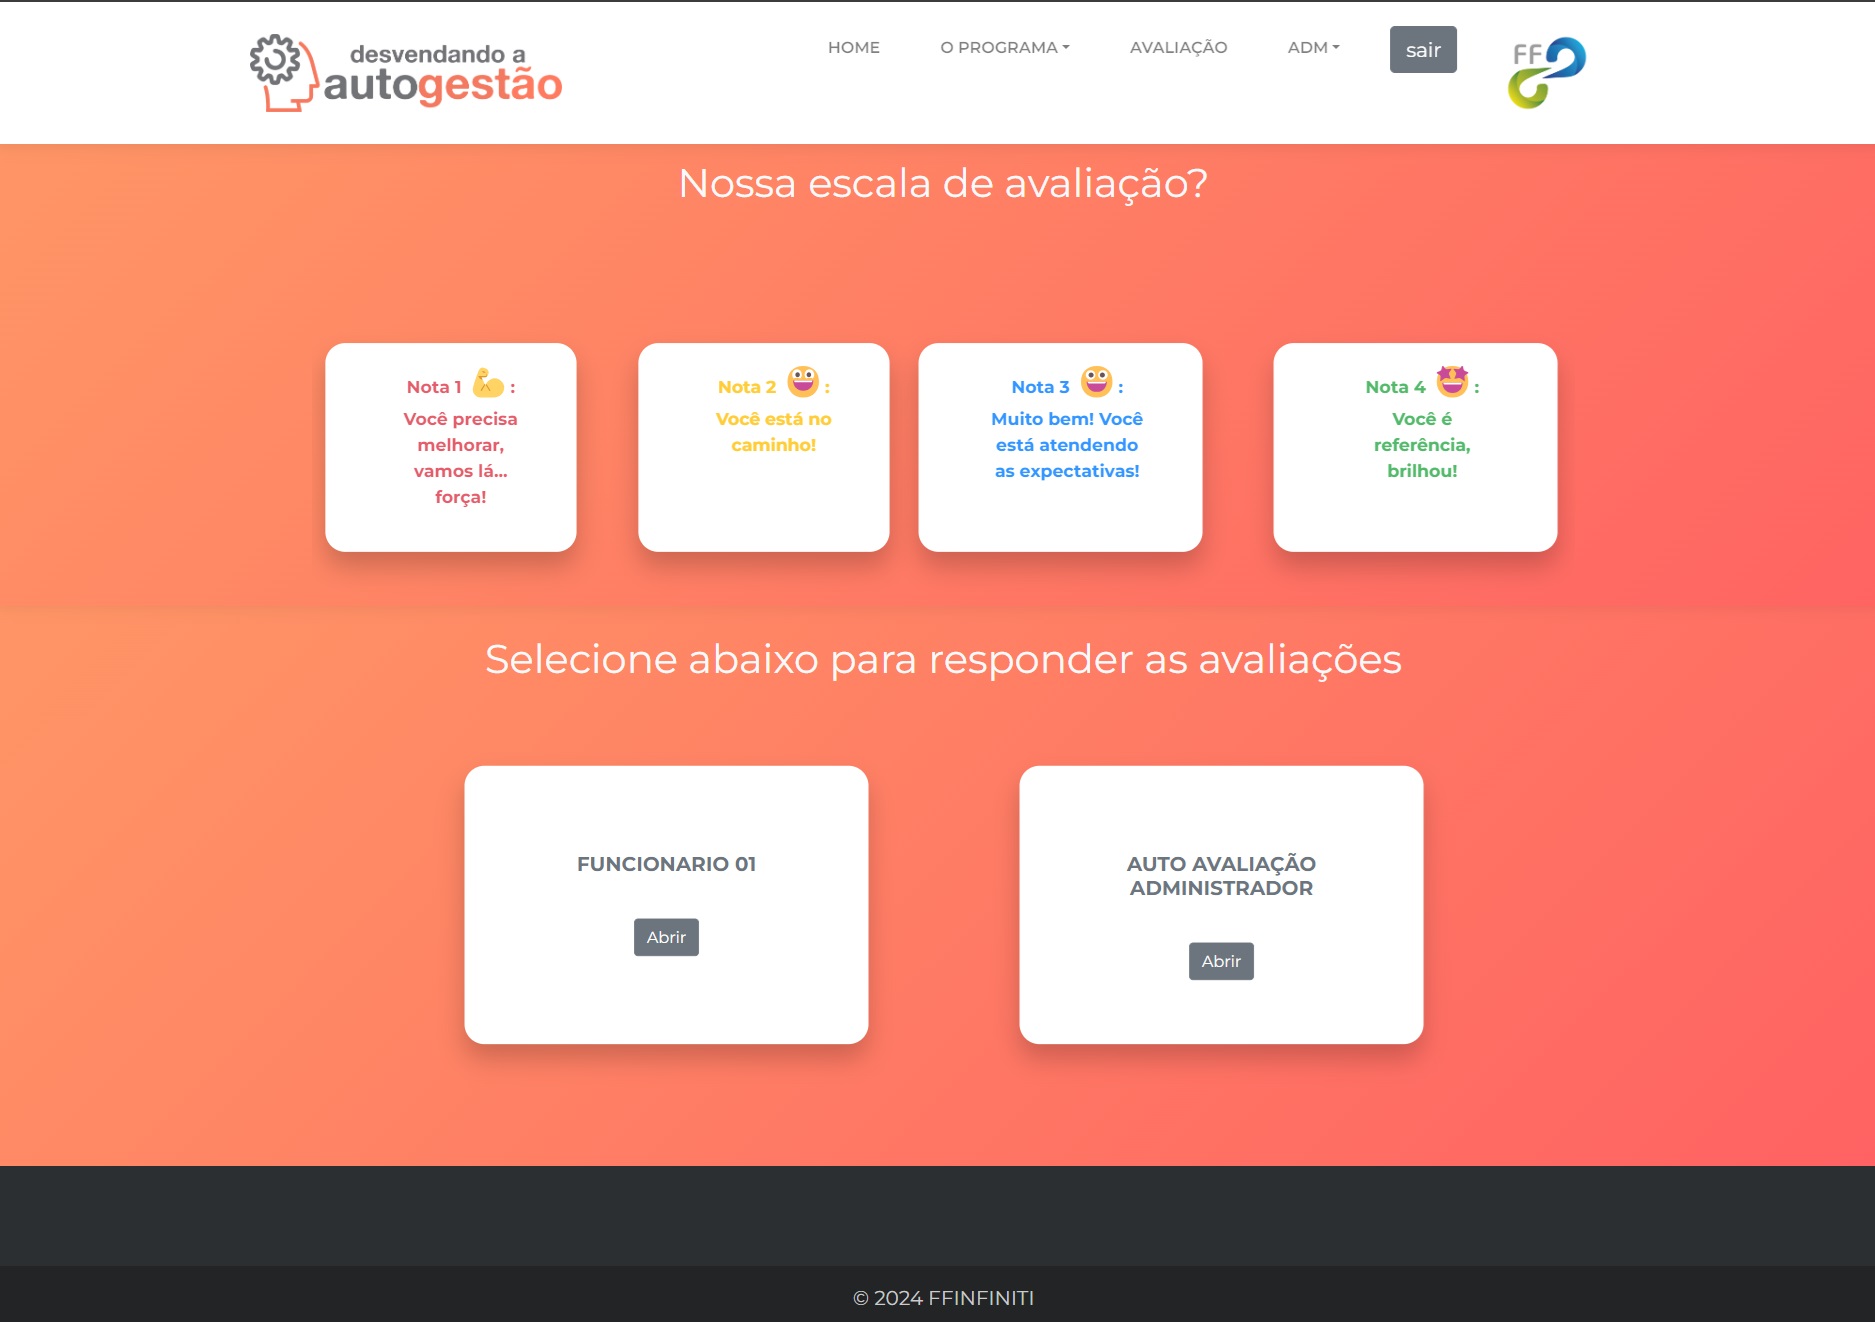 desvendando a
autogestão
HOME
O PROGRAMA
AVALIAÇÃO
ADM
sair
FF
Nossa escala de avaliação?
Nota 1 💪 :
Você precisa
melhorar,
vamos lá...
força!
Nota 2 😃 :
Você está no
caminho!
Nota 3 😃 :
Muito bem! Você
está atendendo
as expectativas!
Nota 4 🤩 :
Você é
referência,
brilhou!
Selecione abaixo para responder as avaliações
FUNCIONARIO 01
Abrir
AUTO AVALIAÇÃO
ADMINISTRADOR
Abrir
© 2024 FFINFINITI